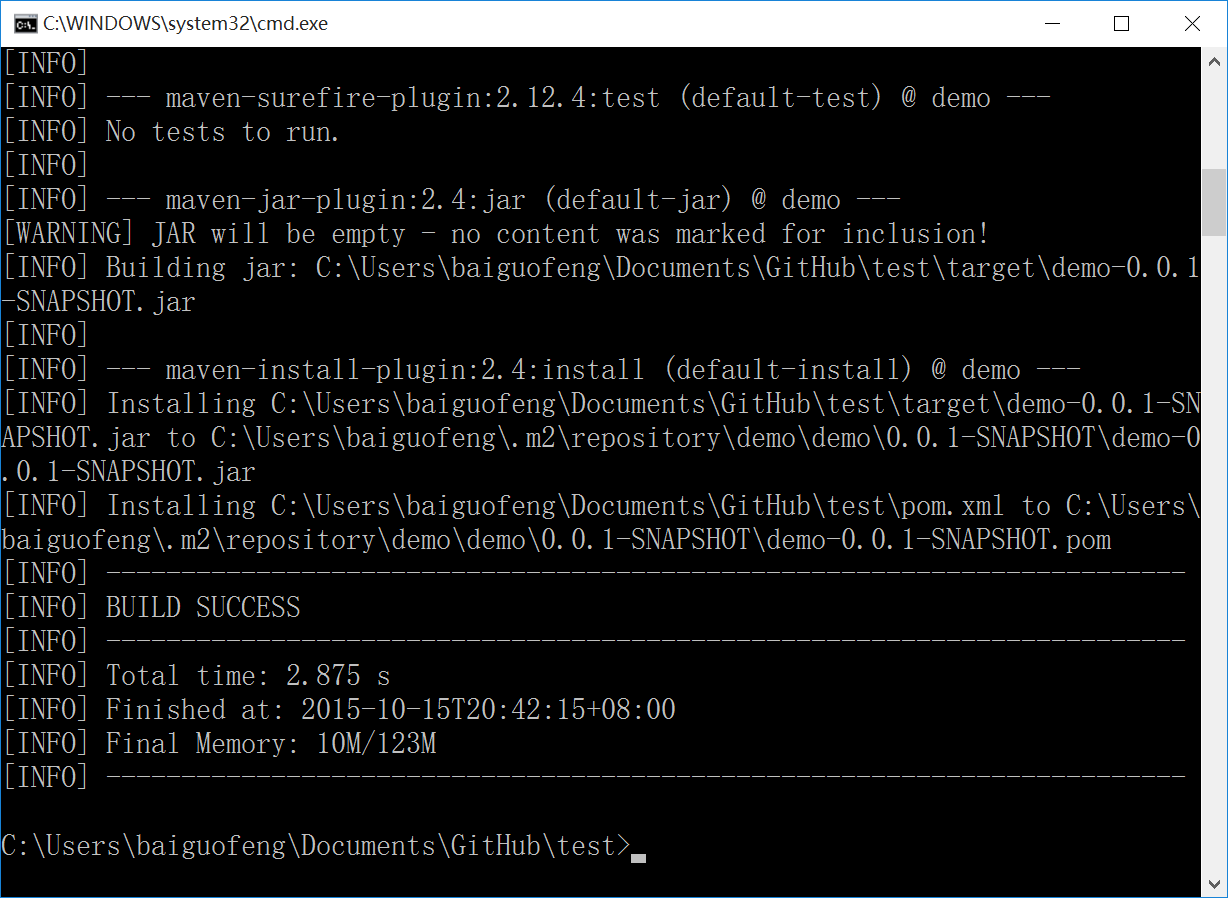 C:\WINDOWS\system32\cmd.exe
[INFO]
[INFO] --- maven-surefire-plugin:2.12.4:test (default-test) @ demo ---
[INFO] No tests to run.
[INFO]
[INFO] --- maven-jar-plugin:2.4:jar (default-jar) @ demo ---
[WARNING] JAR will be empty - no content was marked for inclusion!
[INFO] Building jar: C:\Users\baiguofeng\Documents\GitHub\test\target\demo-0.0.1
-SNAPSHOT.jar
[INFO]
[INFO] --- maven-install-plugin:2.4:install (default-install) @ demo ---
[INFO] Installing C:\Users\baiguofeng\Documents\GitHub\test\target\demo-0.0.1-SN
APSHOT.jar to C:\Users\baiguofeng\.m2\repository\demo\demo\0.0.1-SNAPSHOT\demo-0
.0.1-SNAPSHOT.jar
[INFO] Installing C:\Users\baiguofeng\Documents\GitHub\test\pom.xml to C:\Users\
baiguofeng\.m2\repository\demo\demo\0.0.1-SNAPSHOT\demo-0.0.1-SNAPSHOT.pom
[INFO] ------------------------------------------------------------------------
[INFO] BUILD SUCCESS
[INFO] ------------------------------------------------------------------------
[INFO] Total time: 2.875 s
[INFO] Finished at: 2015-10-15T20:42:15+08:00
[INFO] Final Memory: 10M/123M
[INFO] ------------------------------------------------------------------------
C:\Users\baiguofeng\Documents\GitHub\test>